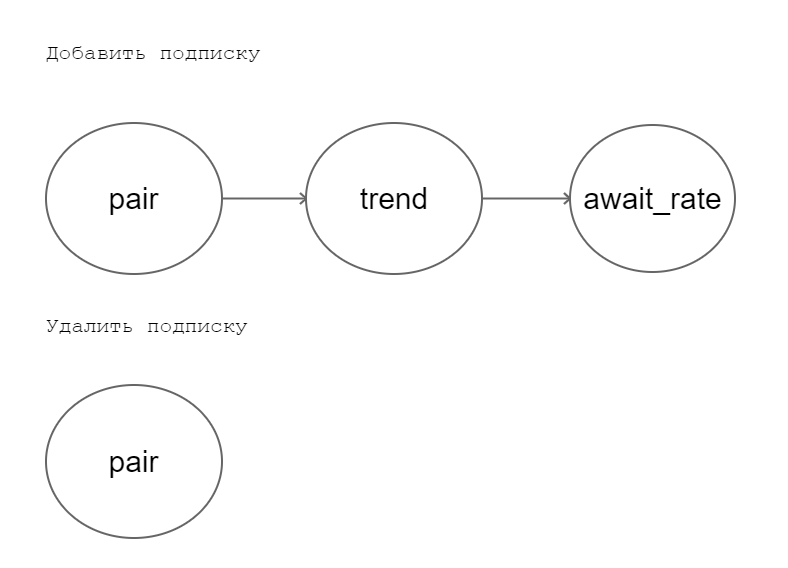 Добавить подписку
pair
trend
await_rate
Удалить подписку
pair